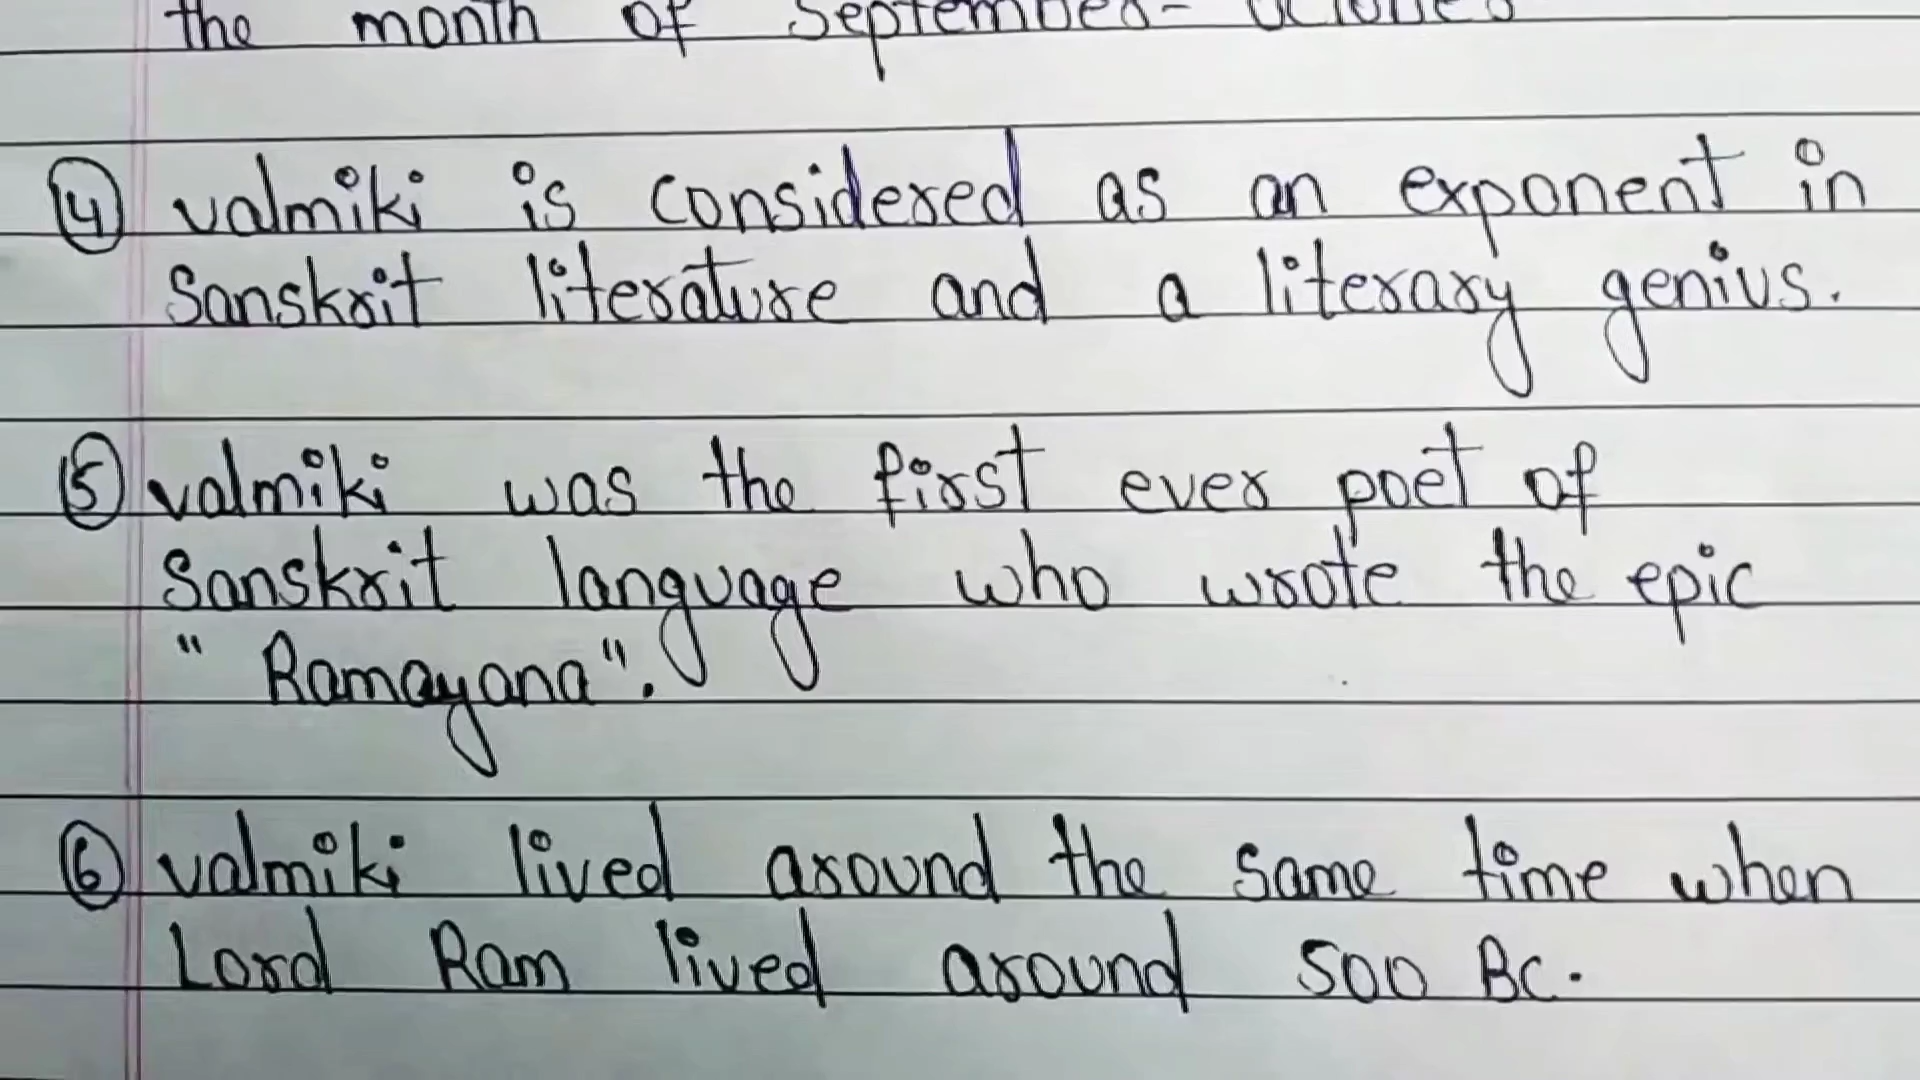 the month of September- October
④ valmiki is considered as an exponent in
Sanskrit literature and a literary genius.
⑤ valmiki was the first ever poet of
Sanskrit language who wrote the epic
" Ramayana".
⑥ valmiki lived around the same time when
Lord Ram lived around 500 BC.